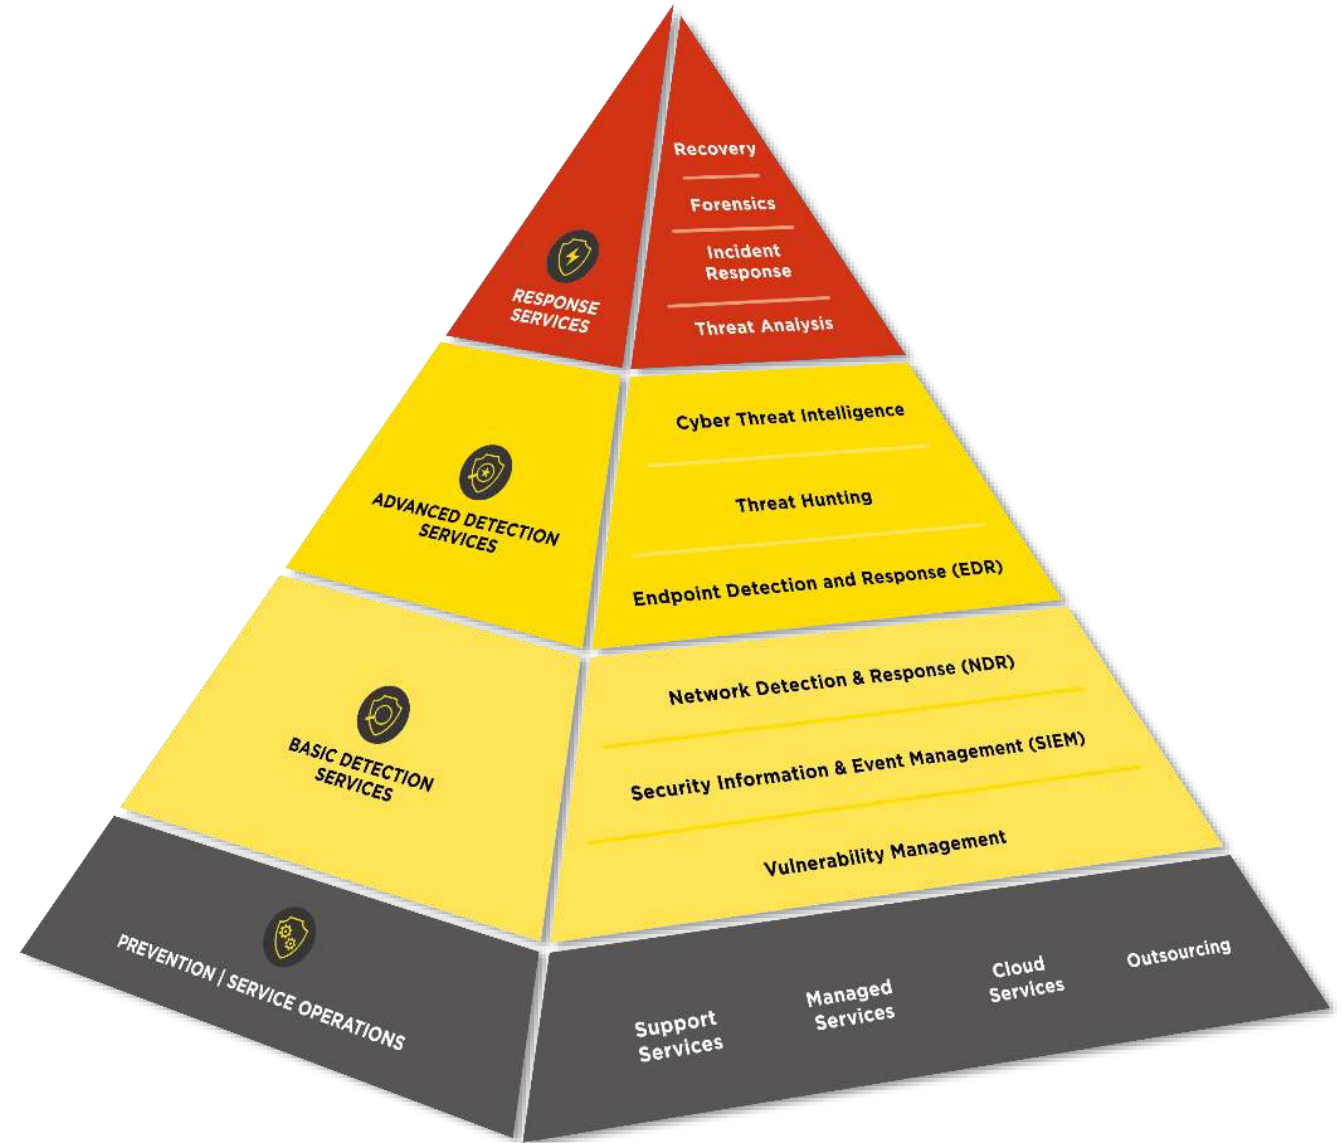 Recovery
Forensics
Incident
Response
Threat Analysis
RESPONSE
SERVICES
Cyber Threat Intelligence
Threat Hunting
Endpoint Detection and Response (EDR)
ADVANCED DETECTION
SERVICES
Network Detection & Response (NDR)
Security Information & Event Management (SIEM)
Vulnerability Management
BASIC DETECTION
SERVICES
PREVENTION | SERVICE OPERATIONS
Support
Services
Managed
Services
Cloud
Services
Outsourcing